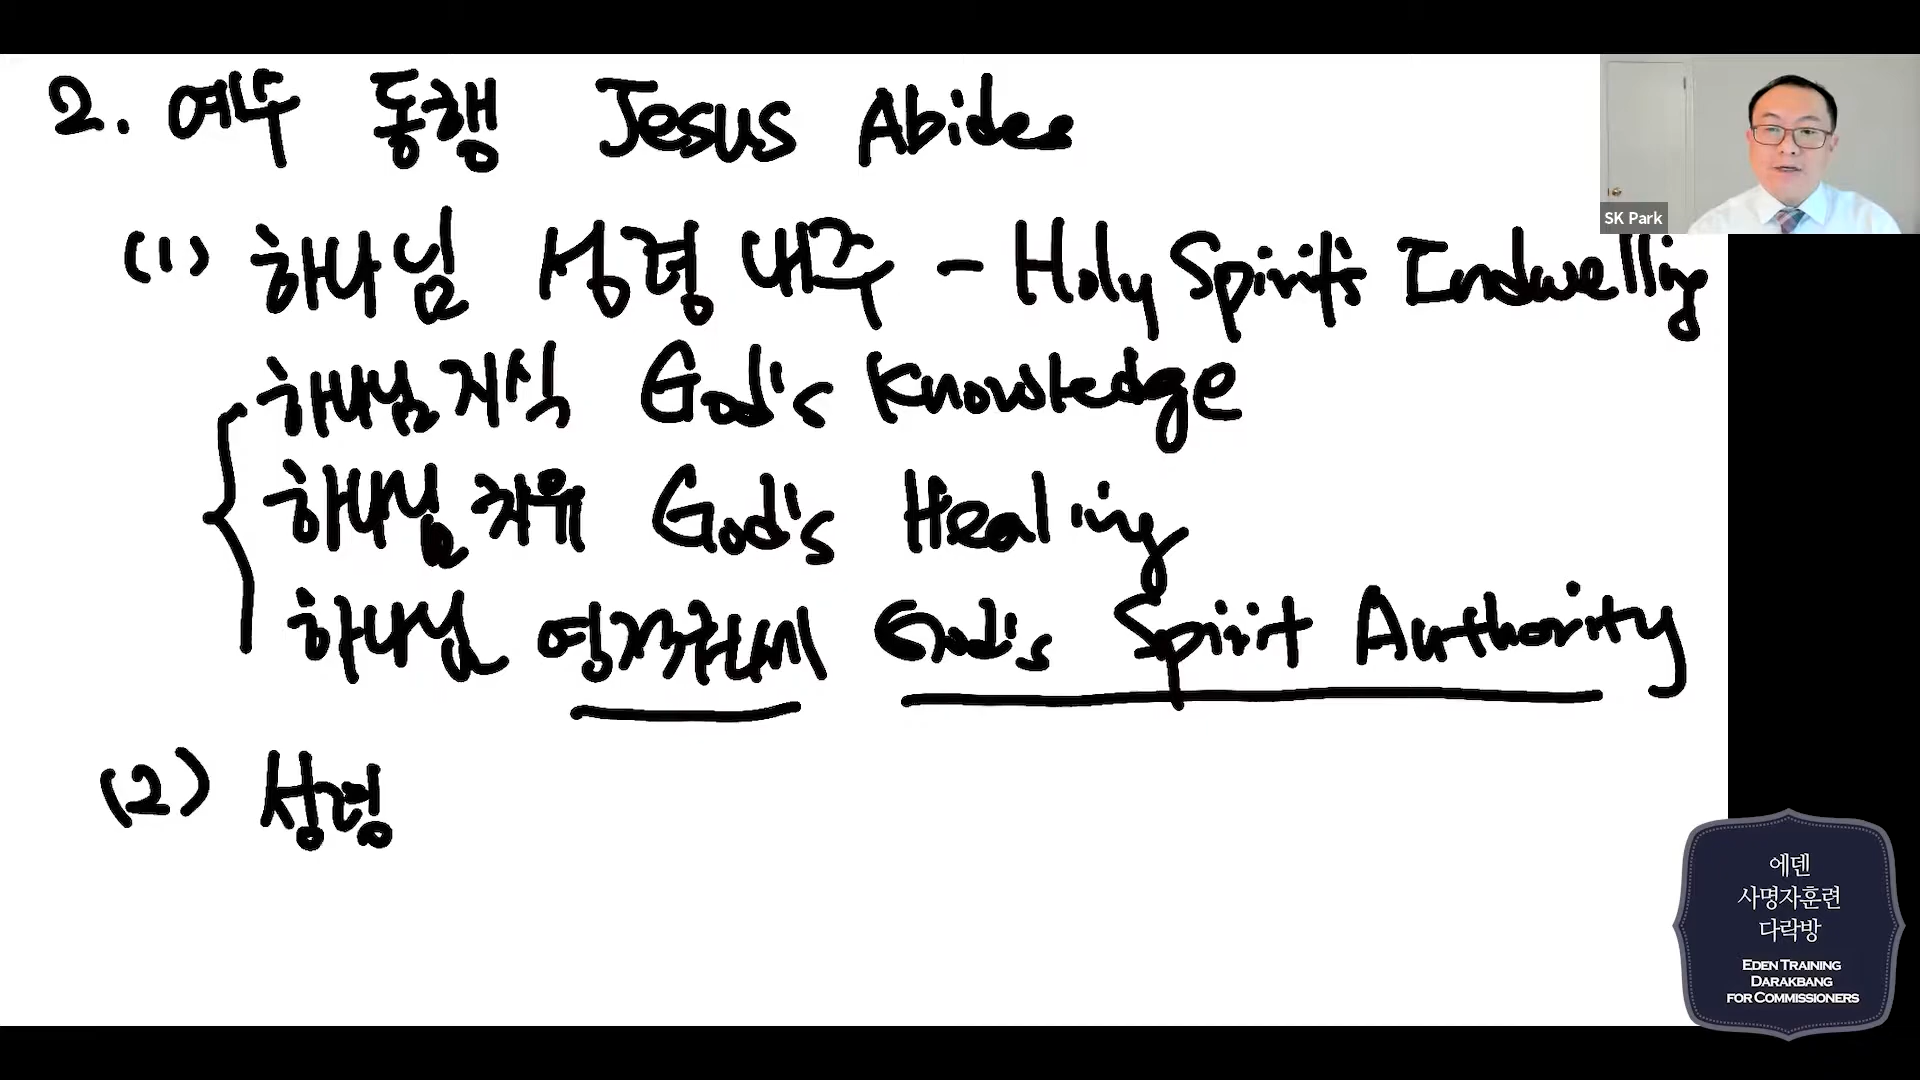 2. 예수 동행 Jesus Abides
(1) 하나님 성령 내주 - Holy Spirit's Indwelling
하나님 지식 God's Knowledge
하나님 치유 God's Healing
하나님 영적권세 God's Spirit Authority
(2) 성령
SK Park
에덴
사명자훈련
다락방
EDEN TRAINING
DARAKBANG
FOR COMMISSIONERS